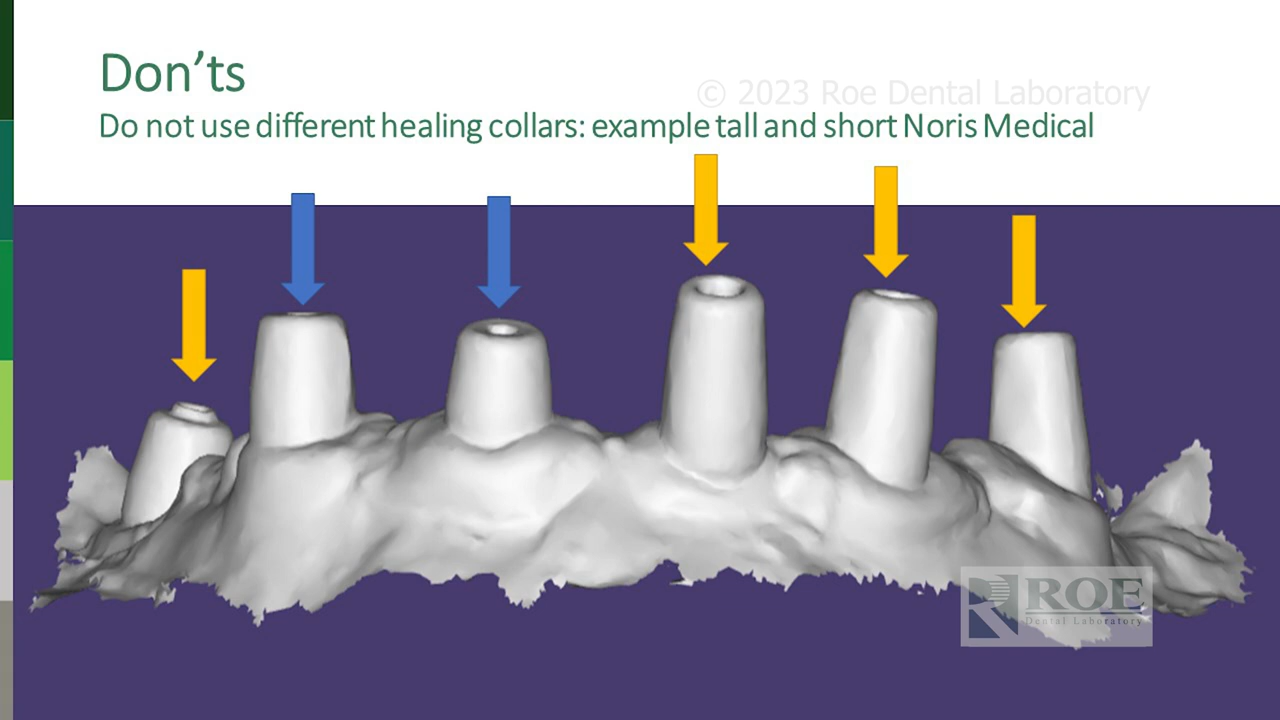 Don'ts
© 2023 Roe Dental Laboratory
Do not use different healing collars: example tall and short Noris Medical
ROE
Dental Laboratory